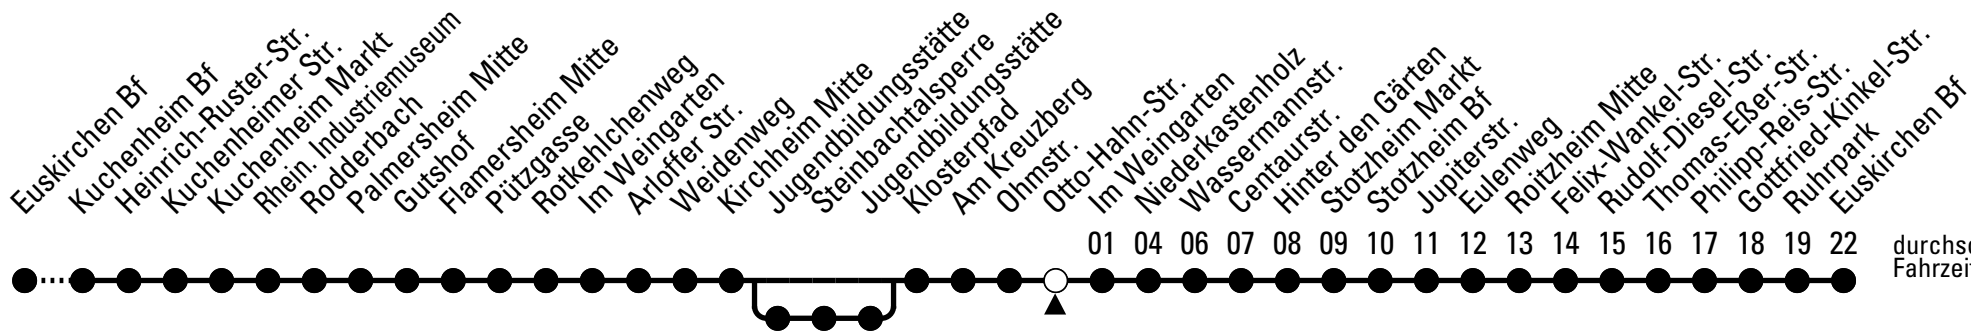 Euskirchen Bf
Kuchenheim Bf
Heinrich-Ruster-Str.
Kuchenheimer Str.
Kuchenheim Markt
Rhein. Industriemuseum
Rodderbach
Palmersheim Mitte
Gutshof
Flamersheim Mitte
Pützgasse
Rotkehlchenweg
Im Weingarten
Arloffer Str.
Weidenweg
Kirchheim Mitte
Jugendbildungsstätte
Steinbachtalsperre
Jugendbildungsstätte
Klosterpfad
Am Kreuzberg
Ohmstr.
Otto-Hahn-Str.
Im Weingarten
Niederkastenholz
Wassermannstr.
Centaurstr.
Hinter den Gärten
Stotzheim Markt
Stotzheim Bf
Jupiterstr.
Eulenweg
Roitzheim Mitte
Felix-Wankel-Str.
Rudolf-Diesel-Str.
Thomas-Eßer-Str.
Philipp-Reis-Str.
Gottfried-Kinkel-Str.
Ruhrpark
Euskirchen Bf
01 04 06 07 08 09 10 11 12 13 14 15 16 17 18 19 22